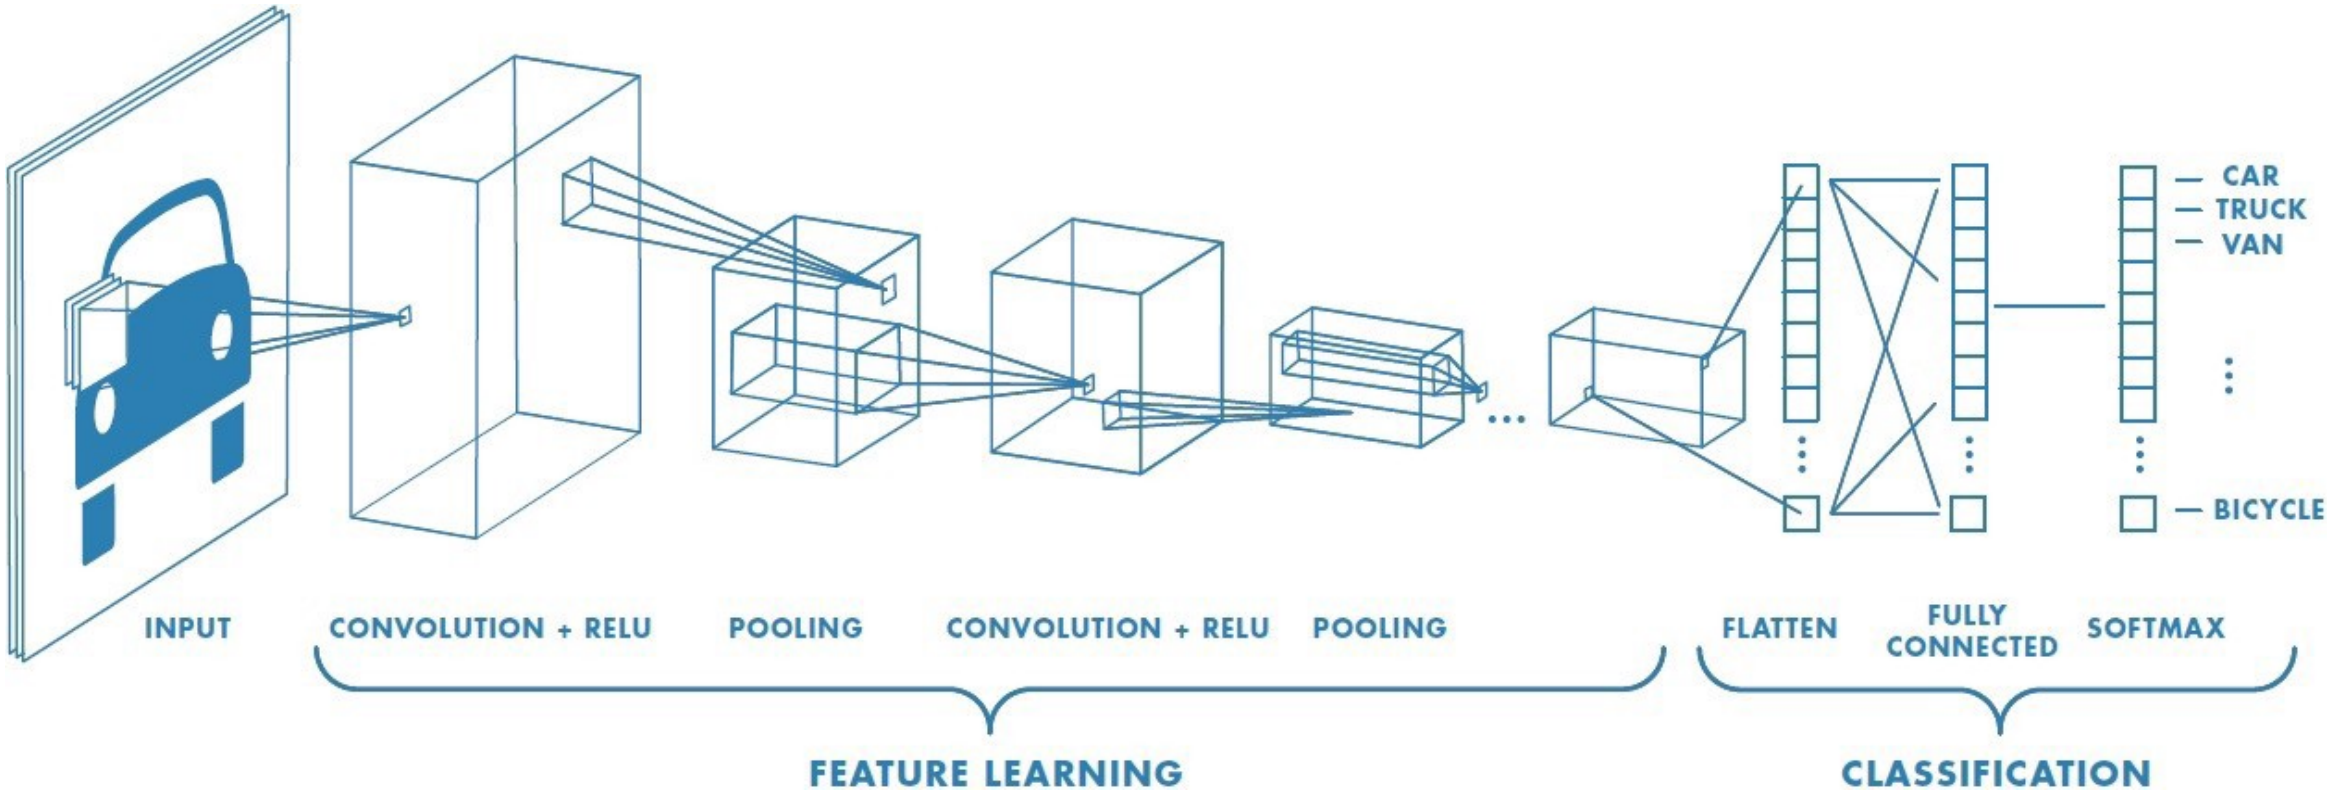 CAR
TRUCK
VAN
BICYCLE
INPUT
CONVOLUTION + RELU
POOLING
CONVOLUTION + RELU
POOLING
FLATTEN
FULLY
CONNECTED
SOFTMAX
FEATURE LEARNING
CLASSIFICATION